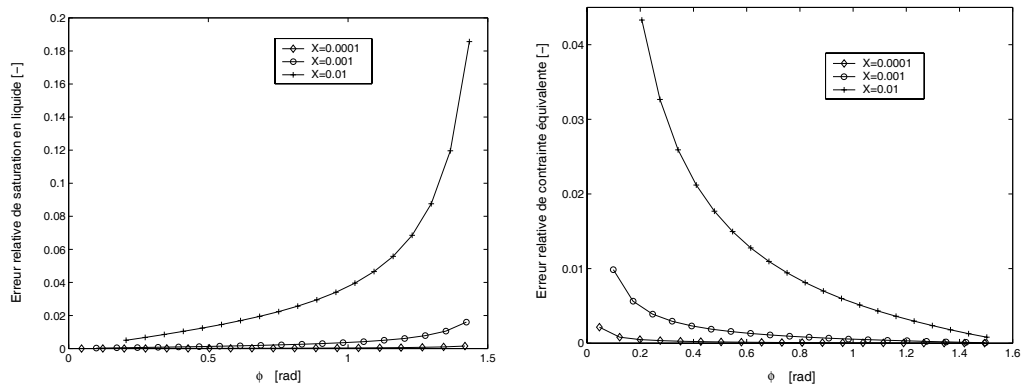 0.2
0.18
0.16
0.14
0.12
0.1
0.08
0.06
0.04
0.02
0
0 0.5 1 1.5
Erreur relative de saturation en liquide [−]
φ [rad]
X=0.0001
X=0.001
X=0.01
0.04
0.03
0.02
0.01
0
0 0.2 0.4 0.6 0.8 1 1.2 1.4 1.6
Erreur relative de contrainte équivalente [−]
φ [rad]
X=0.0001
X=0.001
X=0.01